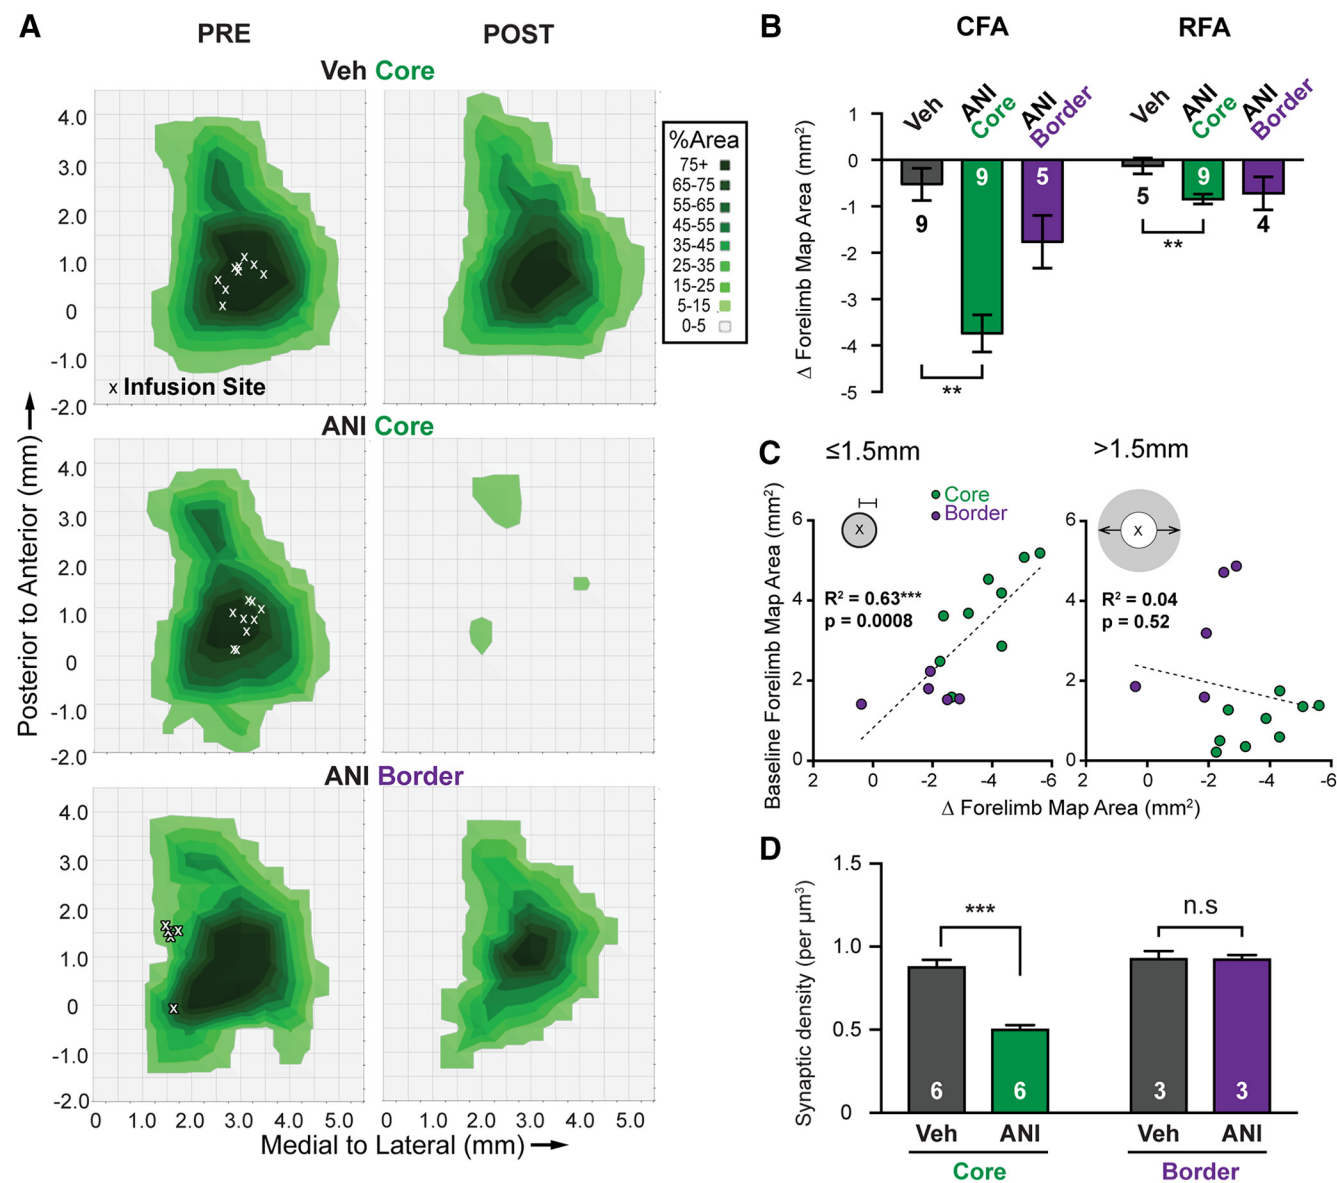 A
PRE
POST
Veh Core
4.0
3.0
2.0
1.0
0
-1.0
-2.0
x Infusion Site
%Area
75+
65-75
55-65
45-55
35-45
25-35
15-25
5-15
0-5
ANI Core
4.0
3.0
2.0
1.0
0
-1.0
-2.0
ANI Border
4.0
3.0
2.0
1.0
0
-1.0
-2.0
0 1.0 2.0 3.0 4.0 5.0
0 1.0 2.0 3.0 4.0 5.0
Posterior to Anterior (mm)
Medial to Lateral (mm)
B
CFA
RFA
Veh
ANI Core
ANI Border
Veh
ANI Core
ANI Border
Δ Forelimb Map Area (mm²)
1
0
-1
-2
-3
-4
-5
9
9
5
5
9
4
**
**
C
≤1.5mm
>1.5mm
Core
Border
x
x
R² = 0.63***
p = 0.0008
R² = 0.04
p = 0.52
Baseline Forelimb Map Area (mm²)
6
4
2
0
2 0 -2 -4 -6
6
4
2
0
2 0 -2 -4 -6
Δ Forelimb Map Area (mm²)
D
Synaptic density (per μm³)
1.5
1.0
0.5
0
***
n.s
6
6
3
3
Veh ANI Veh ANI
Core Border